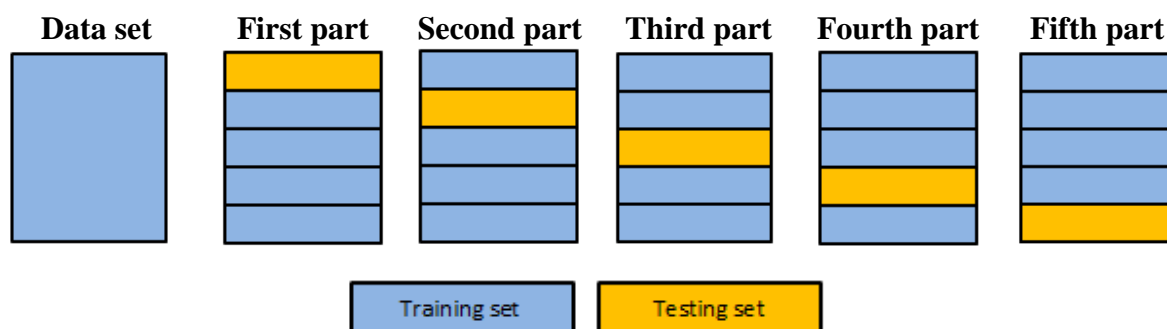 Data set First part Second part Third part Fourth part Fifth part
Training set Testing set